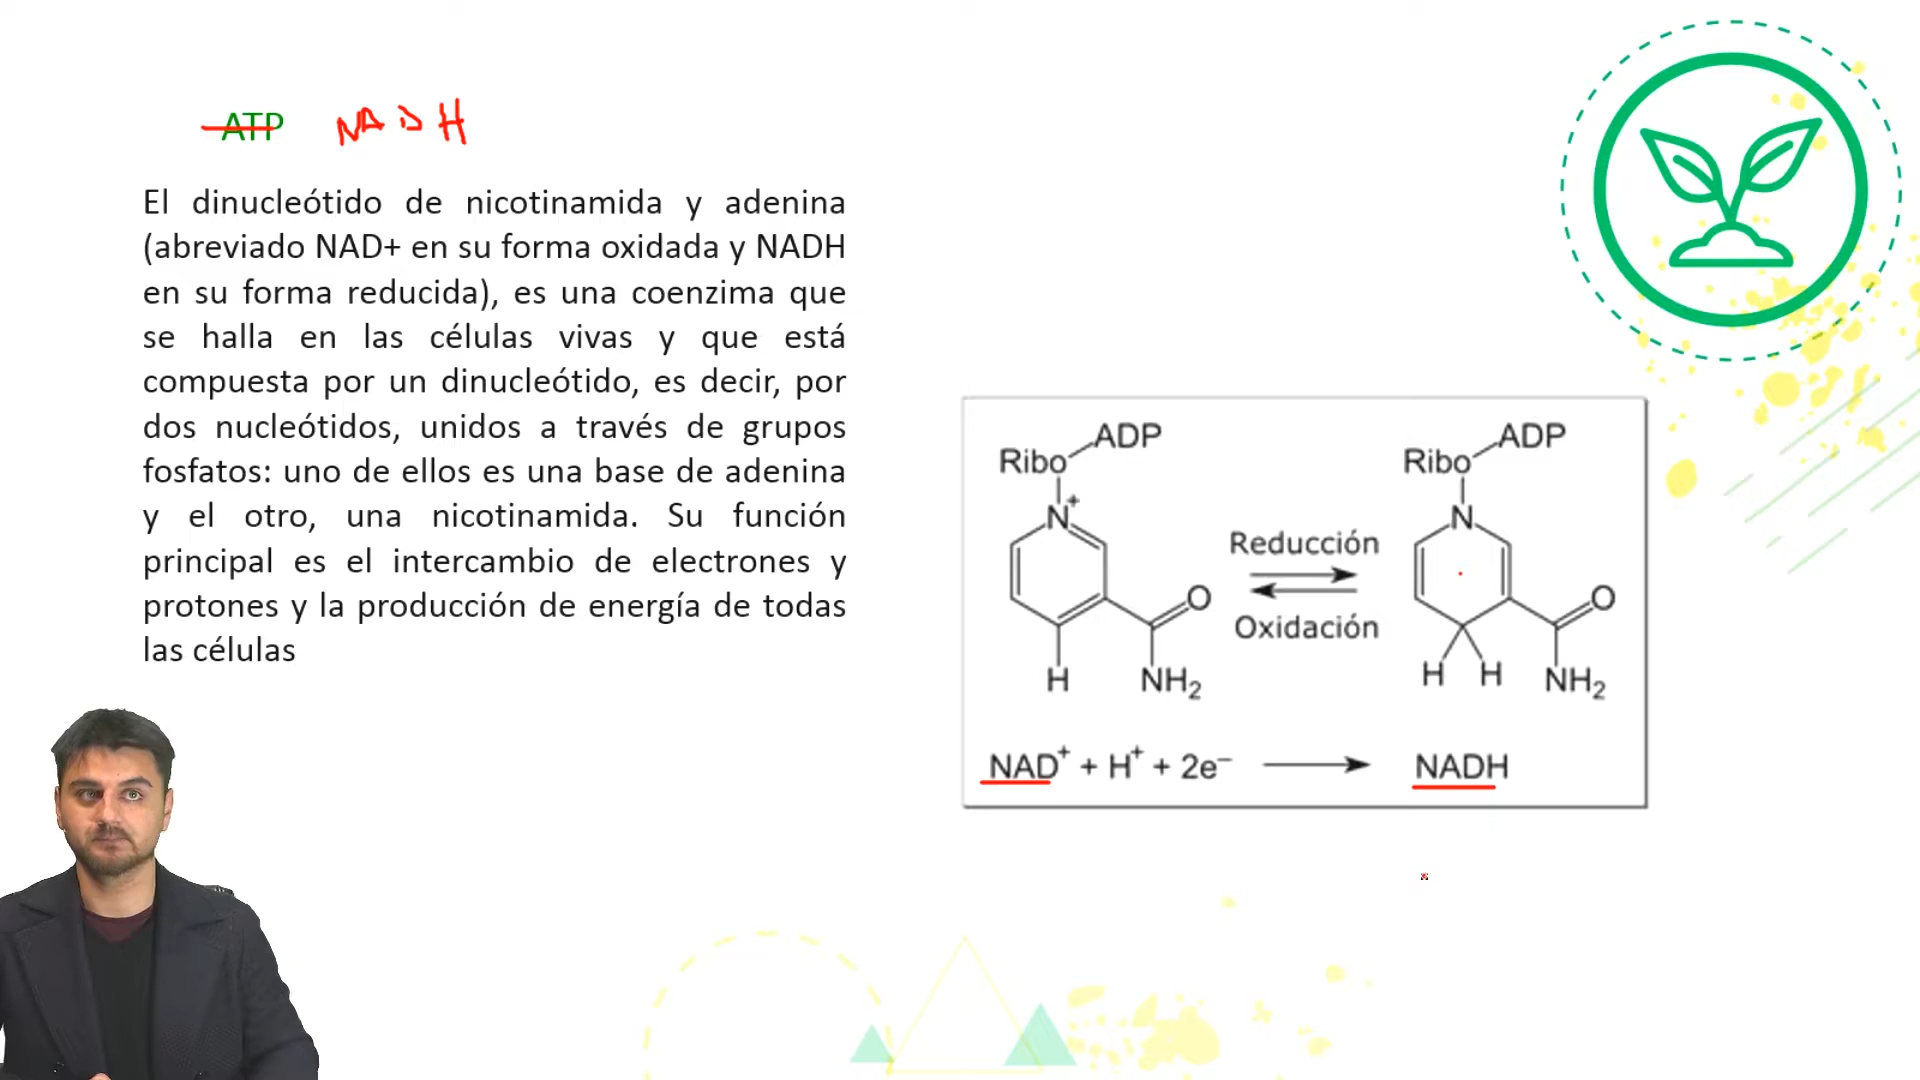 ATP NADH
El dinucleótido de nicotinamida y adenina
(abreviado NAD+ en su forma oxidada y NADH
en su forma reducida), es una coenzima que
se halla en las células vivas y que está
compuesta por un dinucleótido, es decir, por
dos nucleótidos, unidos a través de grupos
fosfatos: uno de ellos es una base de adenina
y el otro, una nicotinamida. Su función
principal es el intercambio de electrones y
protones y la producción de energía de todas
las células
ADP
Ribo
N+
O
H
NH₂
Reducción
Oxidación
ADP
Ribo
N
O
H H
NH₂
NAD⁺ + H⁺ + 2e⁻ → NADH